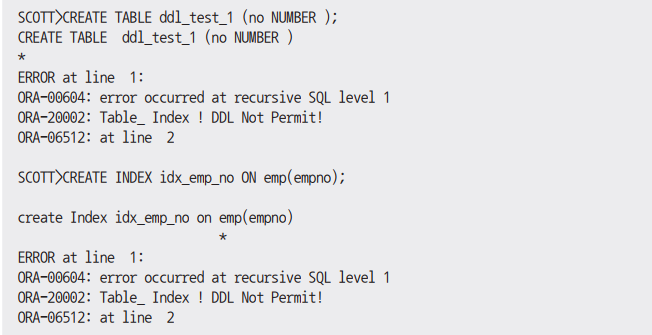 SCOTT>CREATE TABLE ddl_test_1 (no NUMBER );
CREATE TABLE  ddl_test_1 (no NUMBER )
*
ERROR at line  1:
ORA-00604: error occurred at recursive SQL level 1
ORA-20002: Table_ Index ! DDL Not Permit!
ORA-06512: at line  2
SCOTT>CREATE INDEX idx_emp_no ON emp(empno);
create Index idx_emp_no on emp(empno)
*
ERROR at line  1:
ORA-00604: error occurred at recursive SQL level 1
ORA-20002: Table_ Index ! DDL Not Permit!
ORA-06512: at line  2